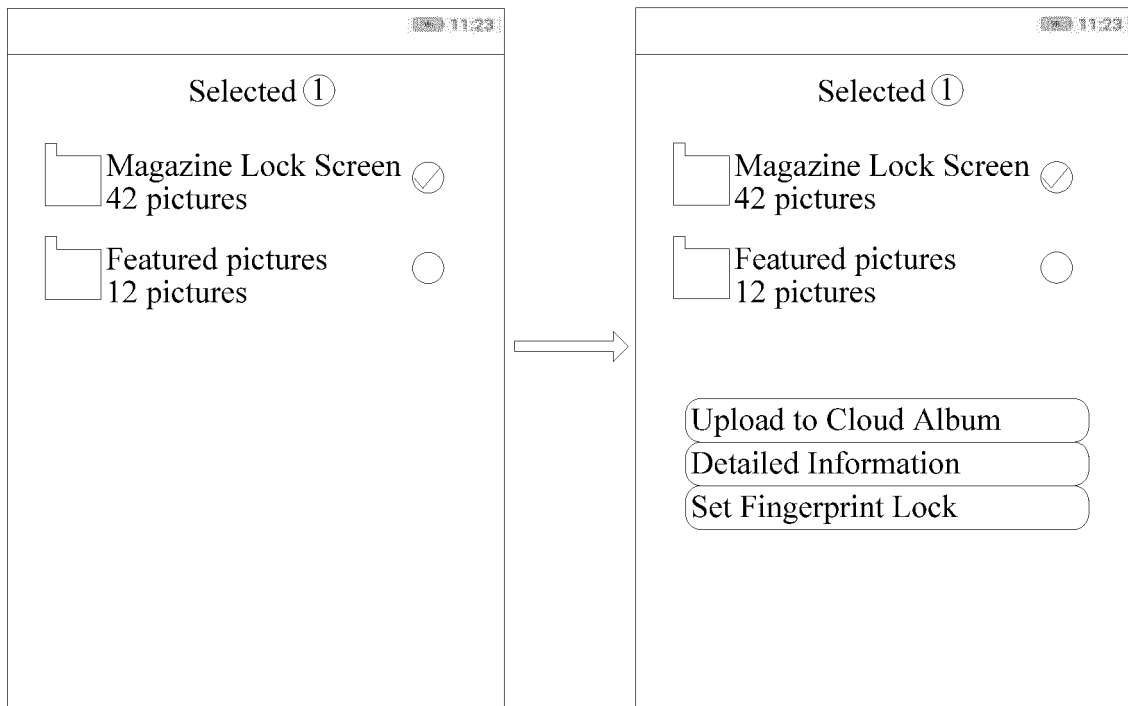 11:23
Selected 1
Magazine Lock Screen
42 pictures
Featured pictures
12 pictures
11:23
Selected 1
Magazine Lock Screen
42 pictures
Featured pictures
12 pictures
Upload to Cloud Album
Detailed Information
Set Fingerprint Lock